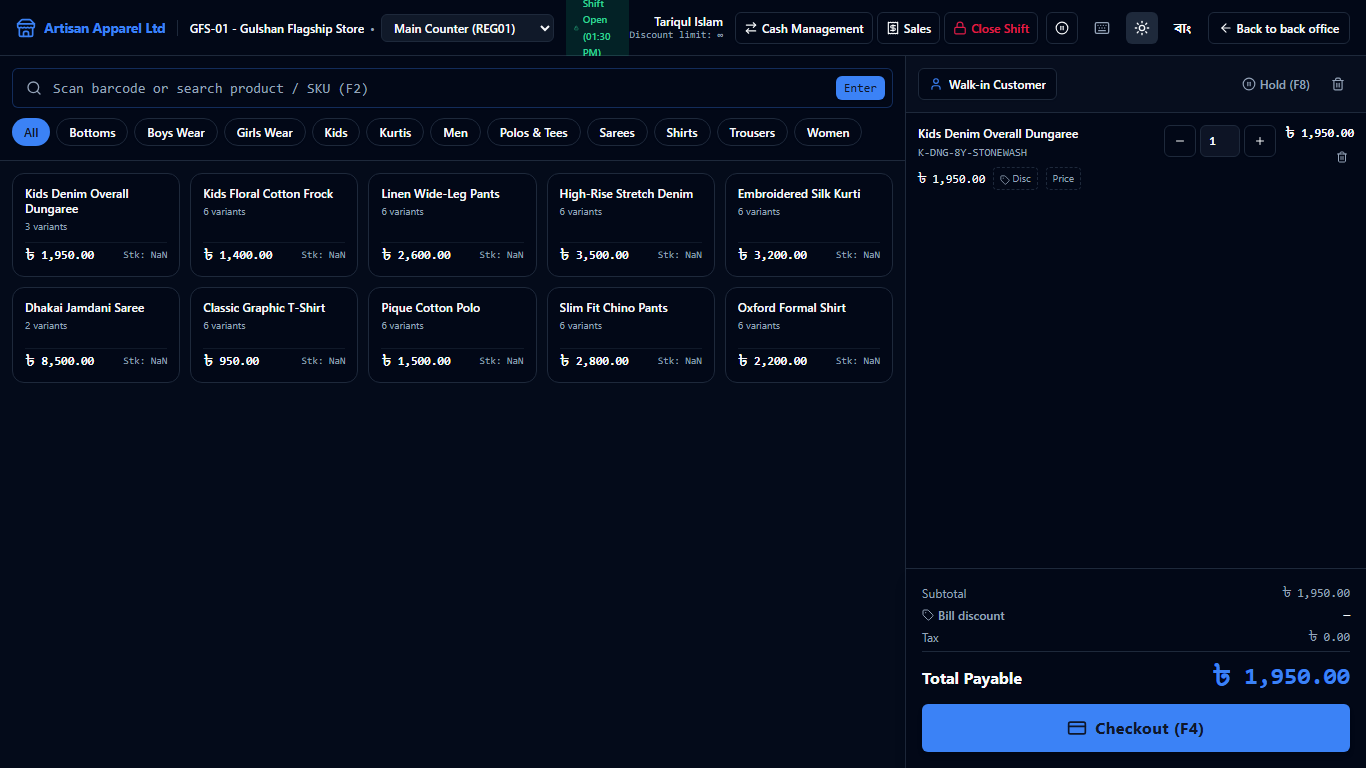 Artisan Apparel Ltd
GFS-01 - Gulshan Flagship Store •
Main Counter (REG01)
Shift
Open
(01:30
PM)
Tariqul Islam
Discount limit: ∞
Cash Management
Sales
Close Shift
বাং
Back to back office
Scan barcode or search product / SKU (F2)
Enter
All
Bottoms
Boys Wear
Girls Wear
Kids
Kurtis
Men
Polos & Tees
Sarees
Shirts
Trousers
Women
Kids Denim Overall
Dungaree
3 variants
৳ 1,950.00
Stk: NaN
Kids Floral Cotton Frock
6 variants
৳ 1,400.00
Stk: NaN
Linen Wide-Leg Pants
6 variants
৳ 2,600.00
Stk: NaN
High-Rise Stretch Denim
6 variants
৳ 3,500.00
Stk: NaN
Embroidered Silk Kurti
6 variants
৳ 3,200.00
Stk: NaN
Dhakai Jamdani Saree
2 variants
৳ 8,500.00
Stk: NaN
Classic Graphic T-Shirt
6 variants
৳ 950.00
Stk: NaN
Pique Cotton Polo
6 variants
৳ 1,500.00
Stk: NaN
Slim Fit Chino Pants
6 variants
৳ 2,800.00
Stk: NaN
Oxford Formal Shirt
6 variants
৳ 2,200.00
Stk: NaN
Walk-in Customer
Hold (F8)
Kids Denim Overall Dungaree
K-DNG-8Y-STONEWASH
৳ 1,950.00
Disc
Price
−
1
+
৳ 1,950.00
Subtotal
৳ 1,950.00
Bill discount
—
Tax
৳ 0.00
Total Payable
৳ 1,950.00
Checkout (F4)